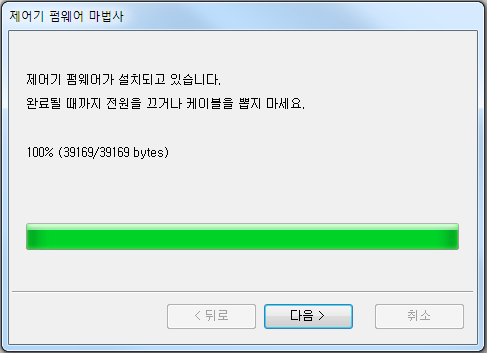 제어기 펌웨어 마법사
제어기 펌웨어가 설치되고 있습니다.
완료될 때까지 전원을 끄거나 케이블을 뽑지 마세요.
100% (39169/39169 bytes)
< 뒤로
다음 >
취소